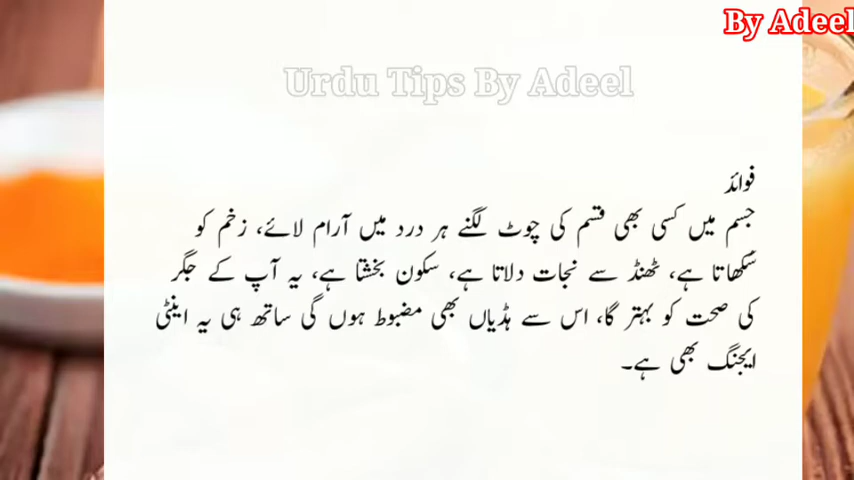 By Adeel
Urdu Tips By Adeel
فوائد
جسم میں کسی بھی قسم کی چوٹ لگنے ہر درد میں آرام لائے، زخم کو
سکھاتا ہے، ٹھنڈ سے نجات دلاتا ہے، سکون بخشتا ہے، یہ آپ کے جگر
کی صحت کو بہتر گا، اس سے ہڈیاں بھی مضبوط ہوں گی ساتھ ہی یہ اینٹی
ایجنگ بھی ہے۔